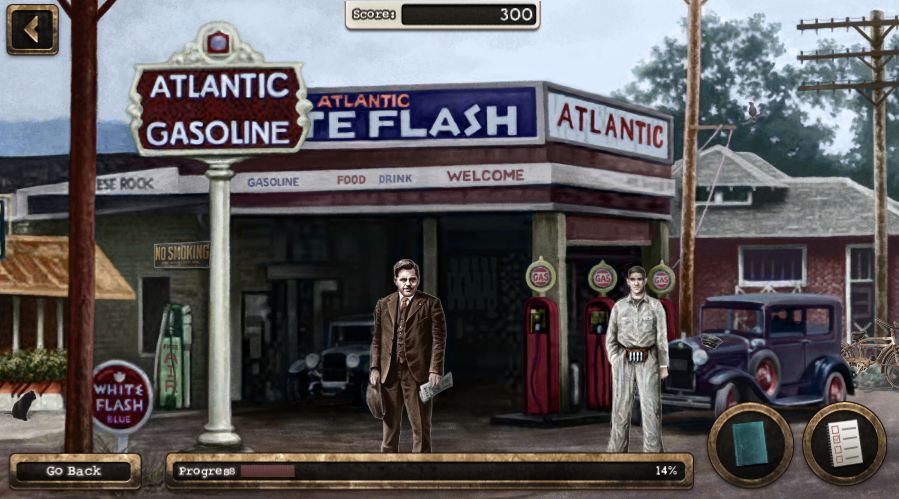 Score: 300
ATLANTIC
GASOLINE
ATLANTIC
TE FLASH
ATLANTIC
ESE ROCK
GASOLINE FOOD DRINK WELCOME
NO SMOKING
GAS
GAS
WHITE
FLASH
BLUE
Go Back
Progress 14%